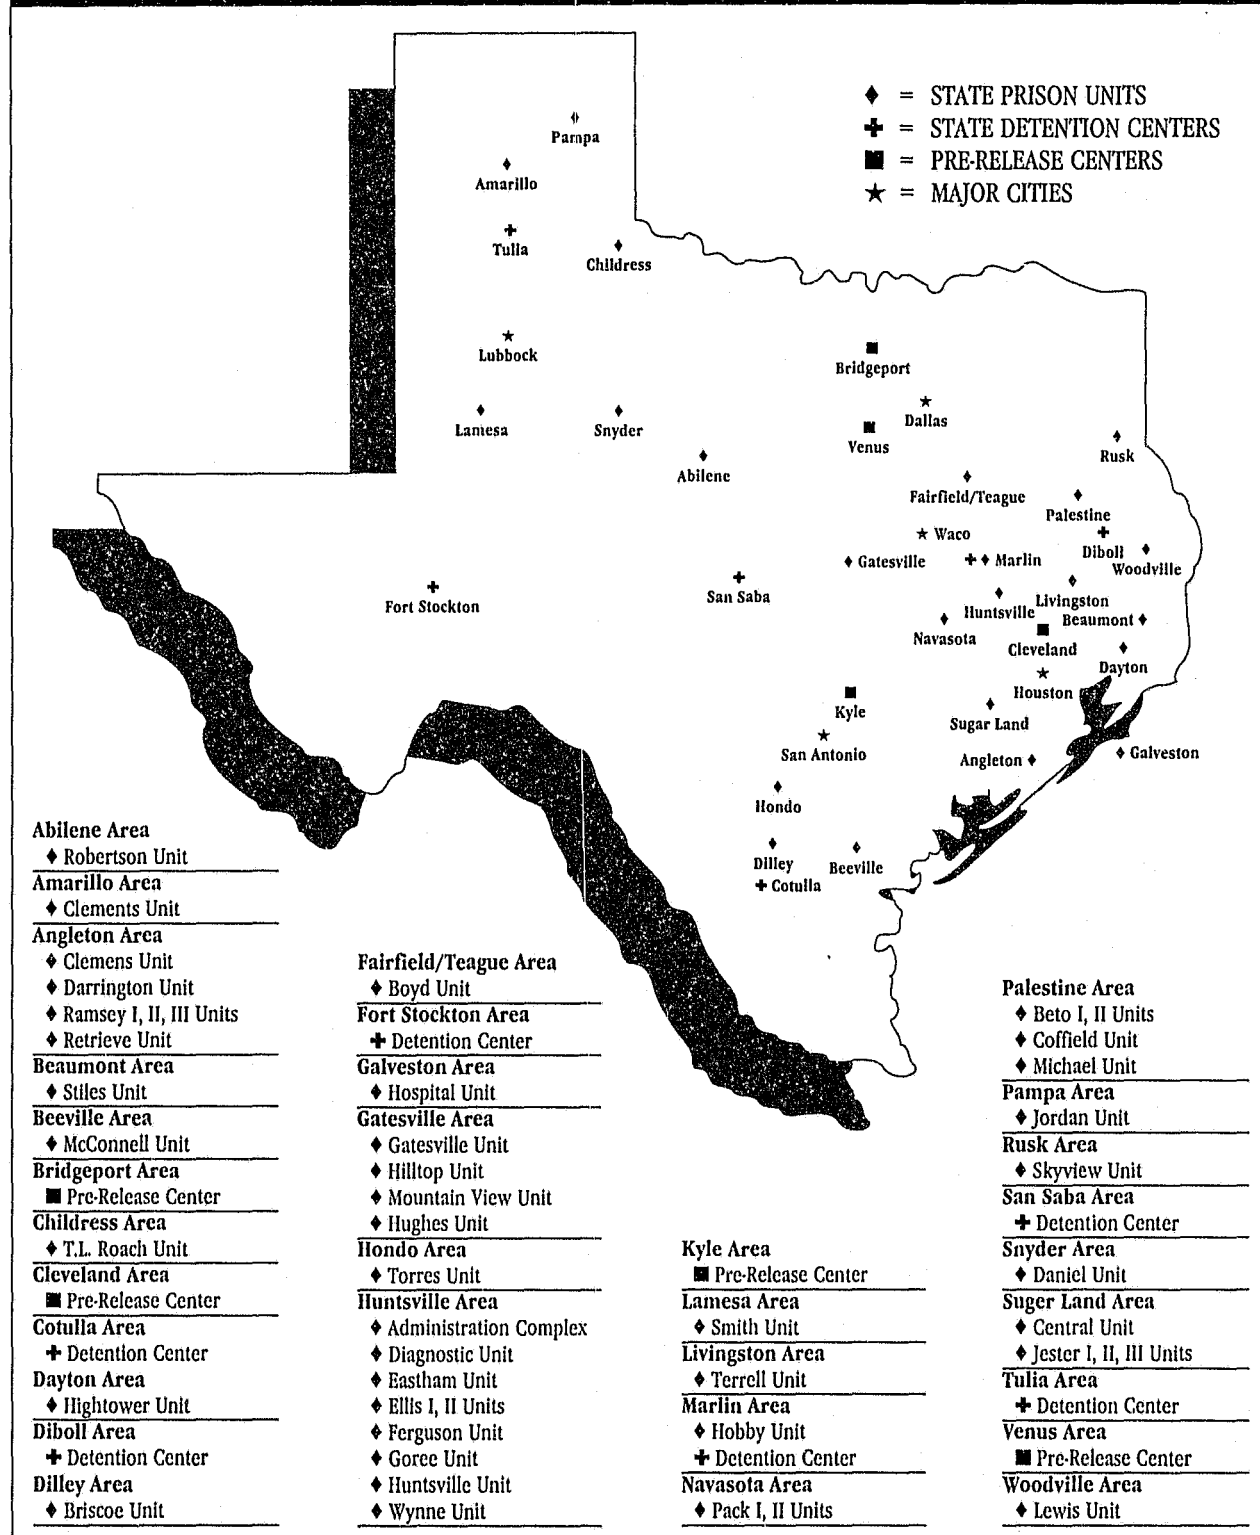 = STATE PRISON UNITS
= STATE DETENTION CENTERS
= PRE-RELEASE CENTERS
= MAJOR CITIES
Pampa
Amarillo
Tulia
Childress
Lubbock
Bridgeport
Dallas
Lamesa
Snyder
Venus
Rusk
Abilene
Fairfield/Teague
Palestine
Waco
Diboll
Gatesville
Marlin
Woodville
San Saba
Fort Stockton
Huntsville
Livingston
Beaumont
Navasota
Cleveland
Dayton
Houston
Kyle
Sugar Land
San Antonio
Angleton
Galveston
Hondo
Dilley
Beeville
Cotulla
Abilene Area
Robertson Unit
Amarillo Area
Clements Unit
Angleton Area
Clemens Unit
Darrington Unit
Ramsey I, II, III Units
Retrieve Unit
Beaumont Area
Stiles Unit
Beeville Area
McConnell Unit
Bridgeport Area
Pre-Release Center
Childress Area
T.L. Roach Unit
Cleveland Area
Pre-Release Center
Cotulla Area
Detention Center
Dayton Area
Hightower Unit
Diboll Area
Detention Center
Dilley Area
Briscoe Unit
Fairfield/Teague Area
Boyd Unit
Fort Stockton Area
Detention Center
Galveston Area
Hospital Unit
Gatesville Area
Gatesville Unit
Hilltop Unit
Mountain View Unit
Hughes Unit
Hondo Area
Torres Unit
Huntsville Area
Administration Complex
Diagnostic Unit
Eastham Unit
Ellis I, II Units
Ferguson Unit
Goree Unit
Huntsville Unit
Wynne Unit
Kyle Area
Pre-Release Center
Lamesa Area
Smith Unit
Livingston Area
Terrell Unit
Marlin Area
Hobby Unit
Detention Center
Navasota Area
Pack I, II Units
Palestine Area
Beto I, II Units
Coffield Unit
Michael Unit
Pampa Area
Jordan Unit
Rusk Area
Skyview Unit
San Saba Area
Detention Center
Snyder Area
Daniel Unit
Suger Land Area
Central Unit
Jester I, II, III Units
Tulia Area
Detention Center
Venus Area
Pre-Release Center
Woodville Area
Lewis Unit